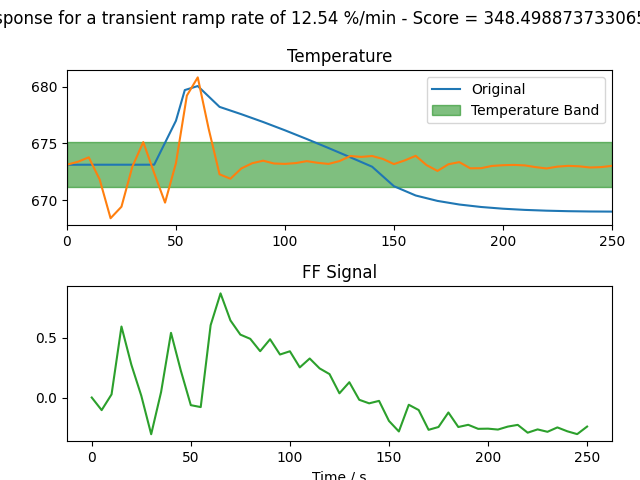 sponse for a transient ramp rate of 12.54 %/min - Score = 348.498873733065
Temperature
Original
Temperature Band
680
675
670
0 50 100 150 200 250
FF Signal
0.5
0.0
0 50 100 150 200 250
Time / s